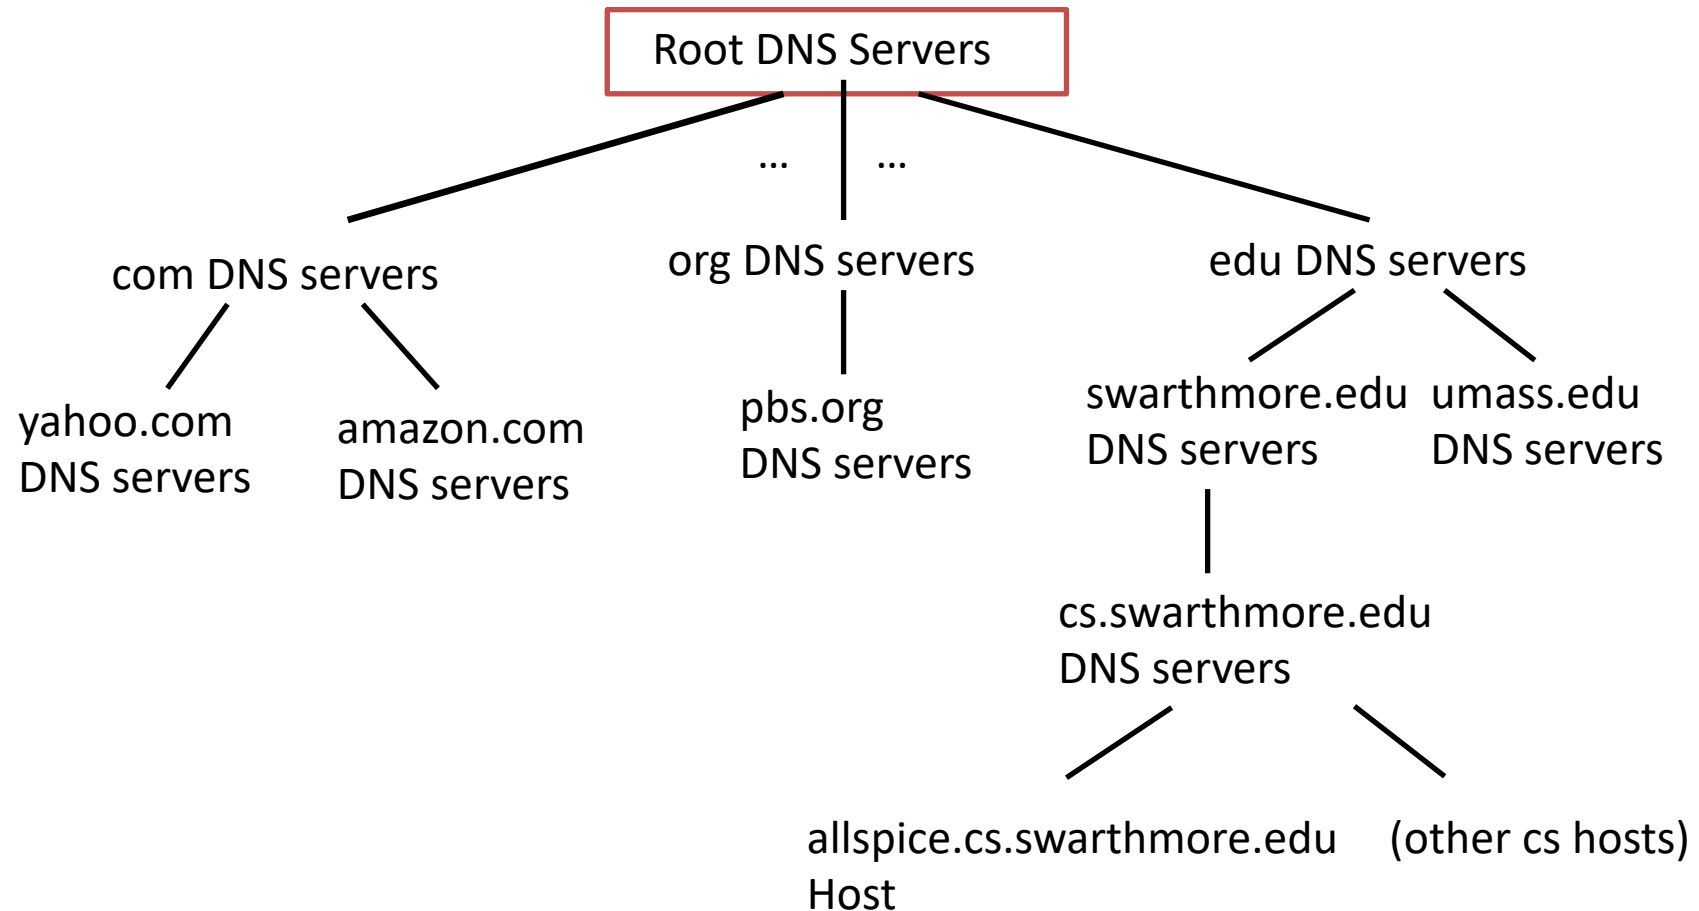 Root DNS Servers
… …
com DNS servers
org DNS servers
edu DNS servers
yahoo.com
DNS servers
amazon.com
DNS servers
pbs.org
DNS servers
swarthmore.edu
DNS servers
umass.edu
DNS servers
cs.swarthmore.edu
DNS servers
allspice.cs.swarthmore.edu
Host
(other cs hosts)